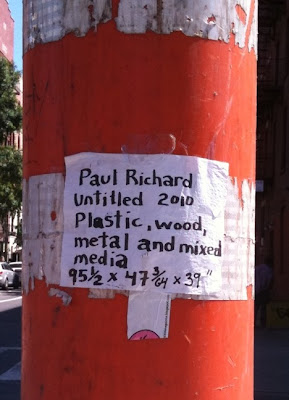 Paul Richard
Untitled 2010
Plastic, wood,
metal and mixed
media
95½ x 47 3/64 x 39"